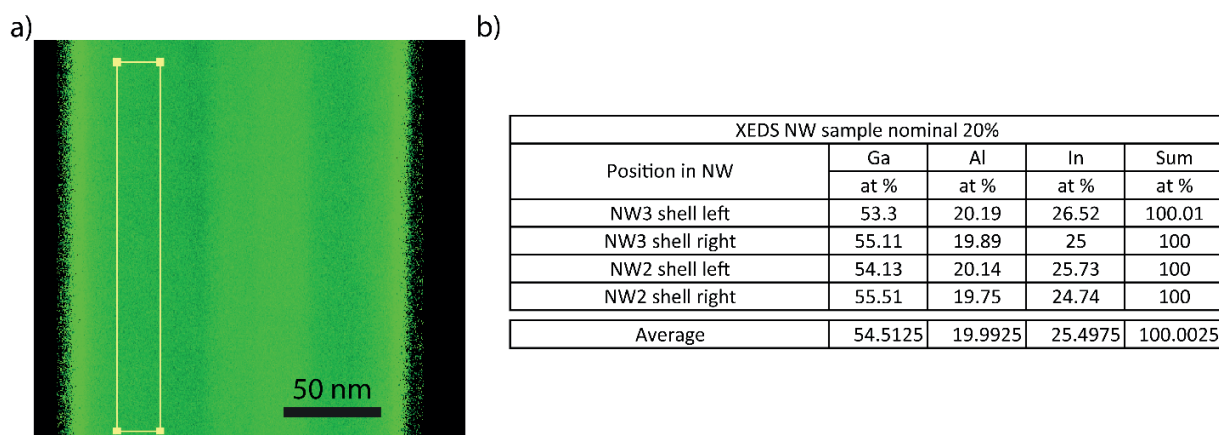 a)
50 nm
b)
XEDS NW sample nominal 20%
Position in NW Ga Al In Sum
at % at % at % at %
NW3 shell left 53.3 20.19 26.52 100.01
NW3 shell right 55.11 19.89 25 100
NW2 shell left 54.13 20.14 25.73 100
NW2 shell right 55.51 19.75 24.74 100
Average 54.5125 19.9925 25.4975 100.0025